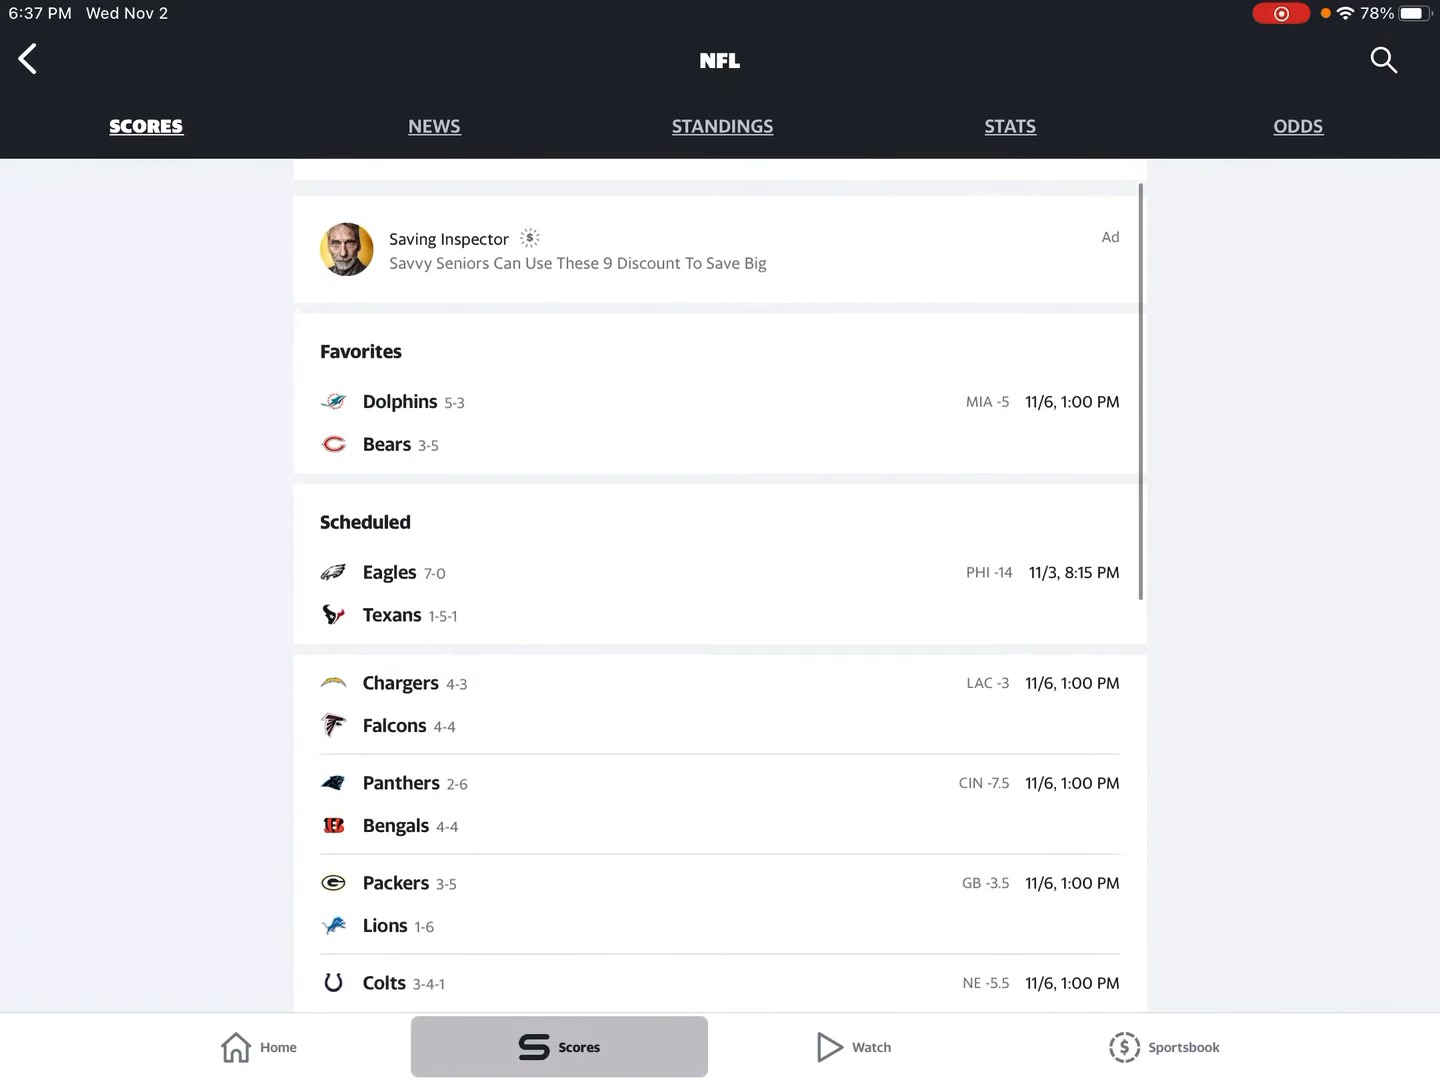 6:37 PM Wed Nov 2 78%
NFL
SCORES NEWS STANDINGS STATS ODDS
Saving Inspector Ad
Savvy Seniors Can Use These 9 Discount To Save Big
Favorites
Dolphins 5-3 MIA -5 11/6, 1:00 PM
Bears 3-5
Scheduled
Eagles 7-0 PHI -14 11/3, 8:15 PM
Texans 1-5-1
Chargers 4-3 LAC -3 11/6, 1:00 PM
Falcons 4-4
Panthers 2-6 CIN -7.5 11/6, 1:00 PM
Bengals 4-4
Packers 3-5 GB -3.5 11/6, 1:00 PM
Lions 1-6
Colts 3-4-1 NE -5.5 11/6, 1:00 PM
Home Scores Watch Sportsbook